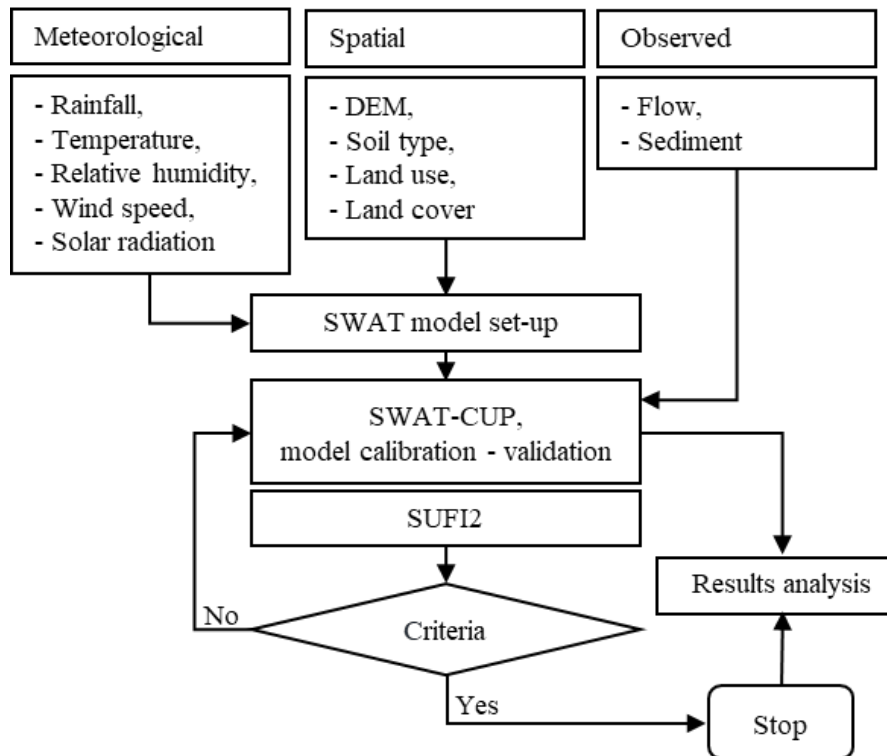 Meteorological
Spatial
Observed
- Rainfall,
- Temperature,
- Relative humidity,
- Wind speed,
- Solar radiation
- DEM,
- Soil type,
- Land use,
- Land cover
- Flow,
- Sediment
SWAT model set-up
SWAT-CUP,
model calibration - validation
SUFI2
Results analysis
No
Criteria
Yes
Stop